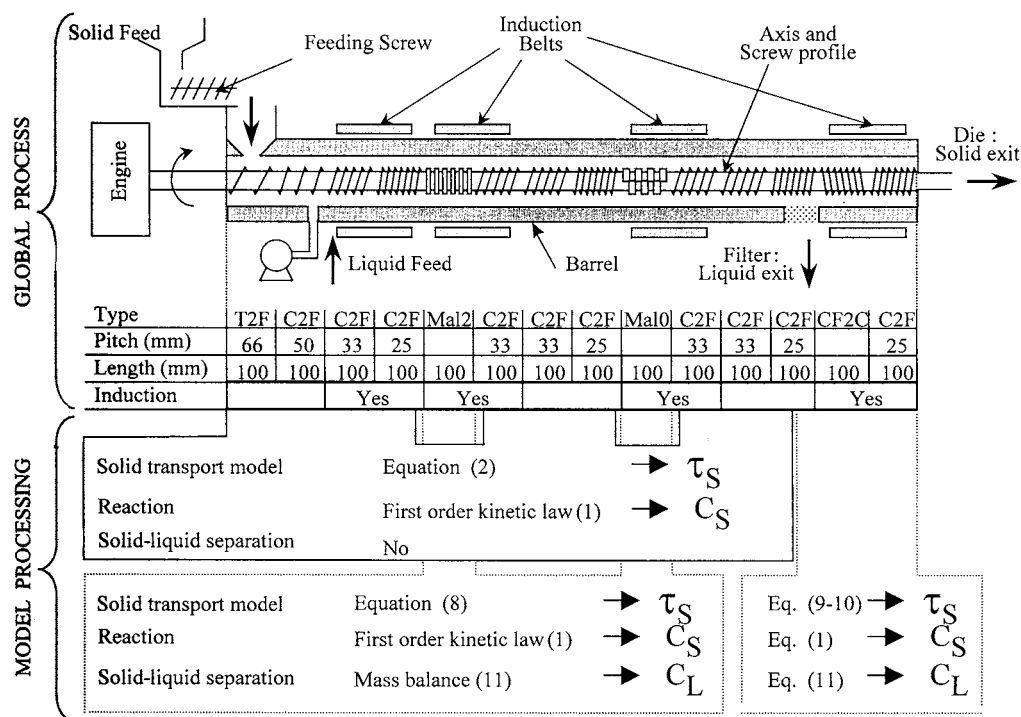 Solid Feed
Feeding Screw
Induction
Belts
Axis and
Screw profile
Die :
Solid exit
Engine
GLOBAL PROCESS
Liquid Feed
Barrel
Filter :
Liquid exit
Type T2F C2F C2F C2F Mal2 C2F C2F C2F Mal0 C2F C2F C2F CF2C C2F
Pitch (mm) 66 50 33 25 33 33 25 33 33 25 25
Length (mm) 100 100 100 100 100 100 100 100 100 100 100 100 100 100
Induction Yes Yes Yes Yes
MODEL PROCESSING
Solid transport model Equation (2) → τS
Reaction First order kinetic law (1) → CS
Solid-liquid separation No
Solid transport model Equation (8) → τS
Reaction First order kinetic law (1) → CS
Solid-liquid separation Mass balance (11) → CL
Eq. (9-10) → τS
Eq. (1) → CS
Eq. (11) → CL